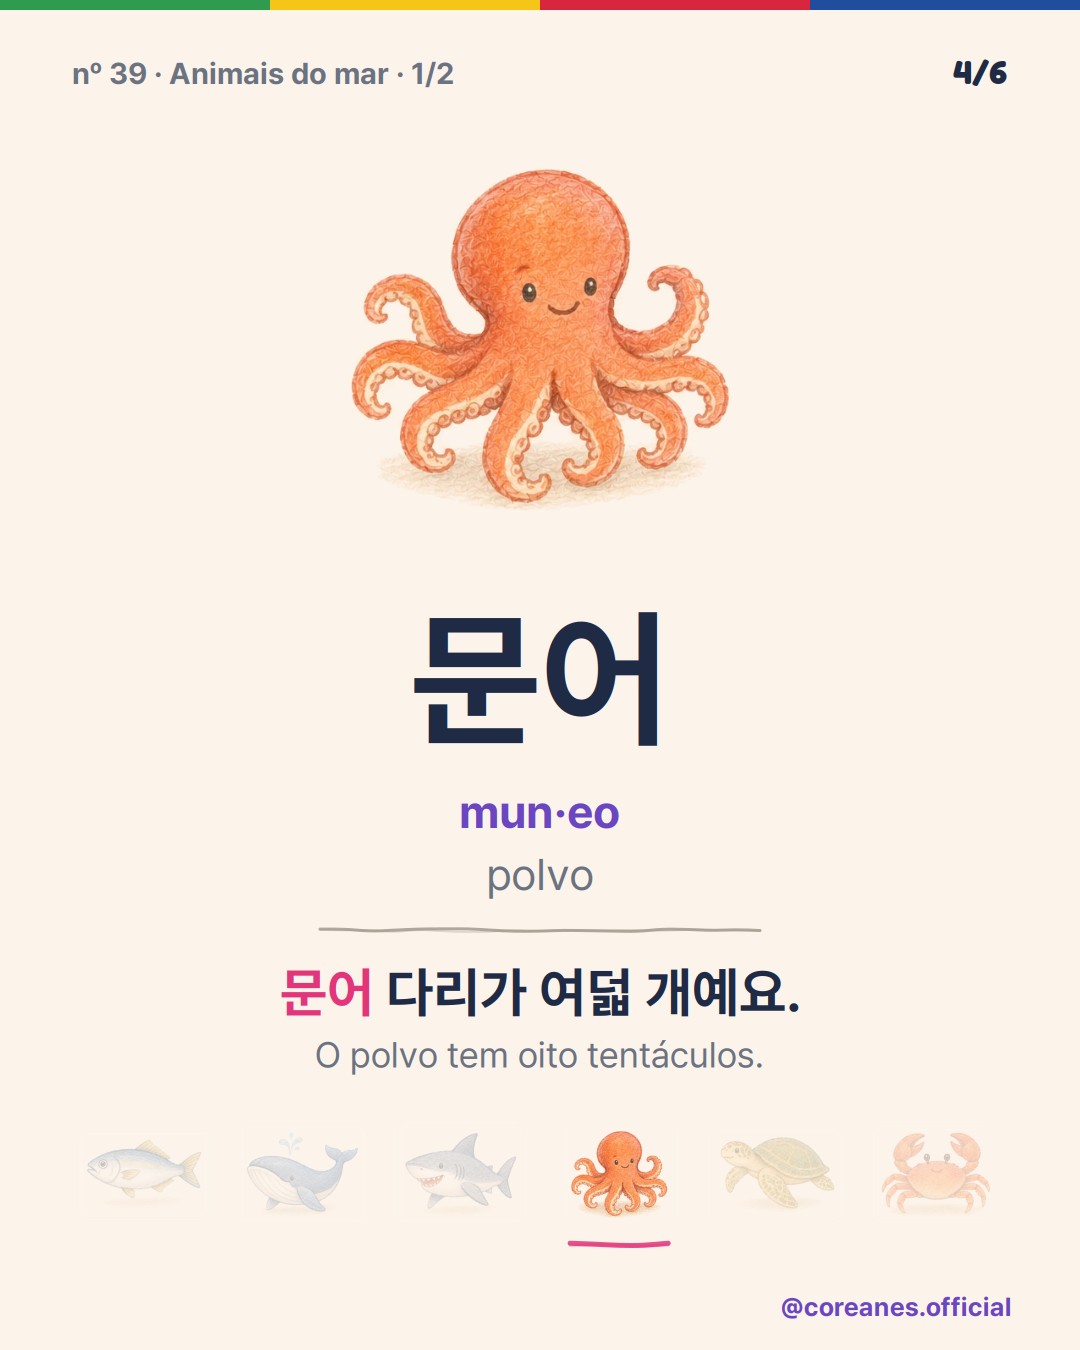 nº 39 · Animais do mar · 1/2
4/6
문어
mun·eo
polvo
문어 다리가 여덟 개예요.
O polvo tem oito tentáculos.
@coreanes.official